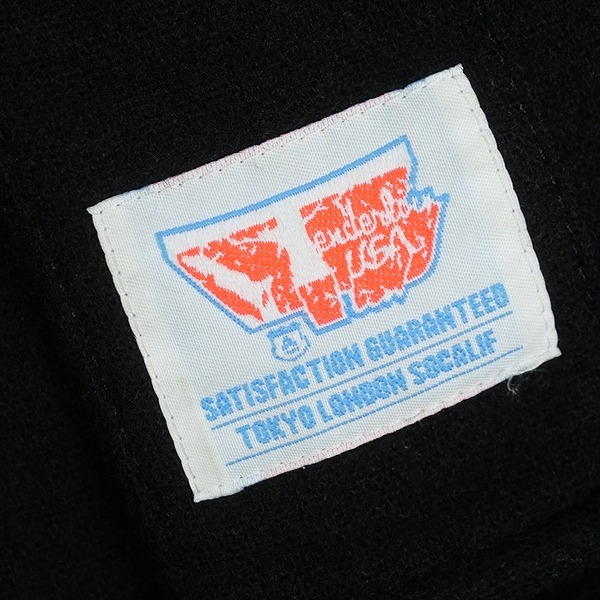 Tenderloin
USA
SATISFACTION GUARANTEED
TOKYO LONDON SOCALIF